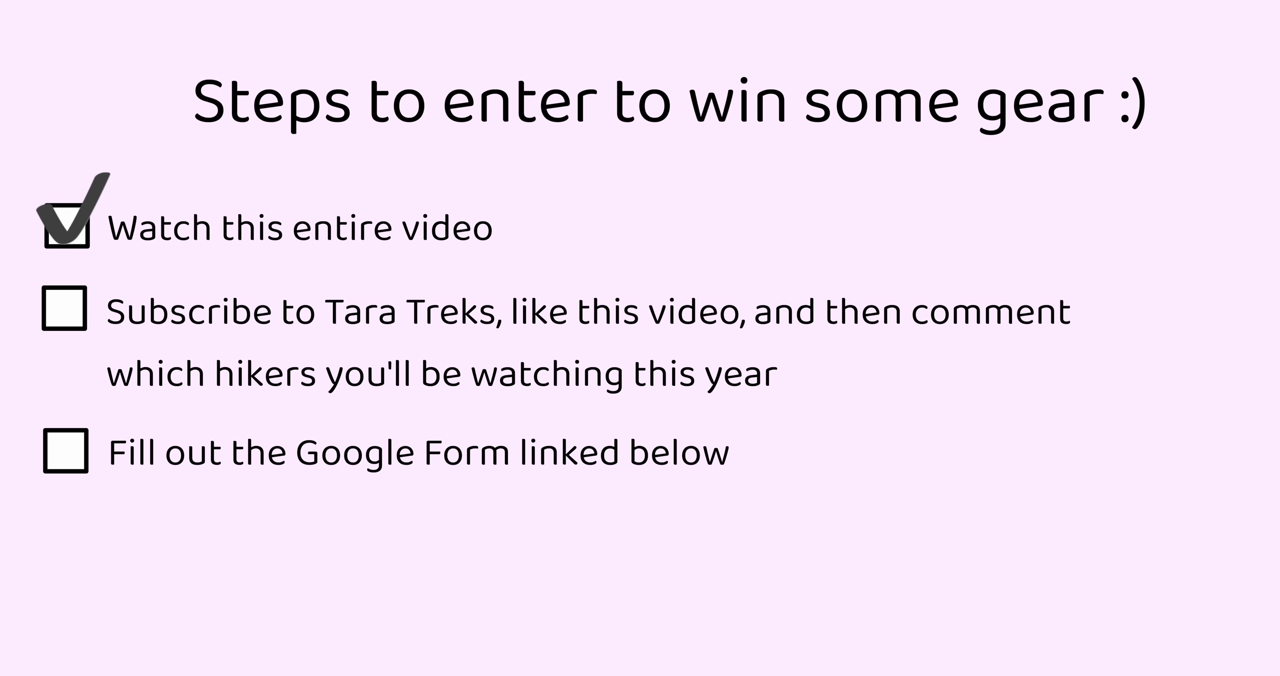 Steps to enter to win some gear :)
Watch this entire video
Subscribe to Tara Treks, like this video, and then comment
which hikers you'll be watching this year
Fill out the Google Form linked below